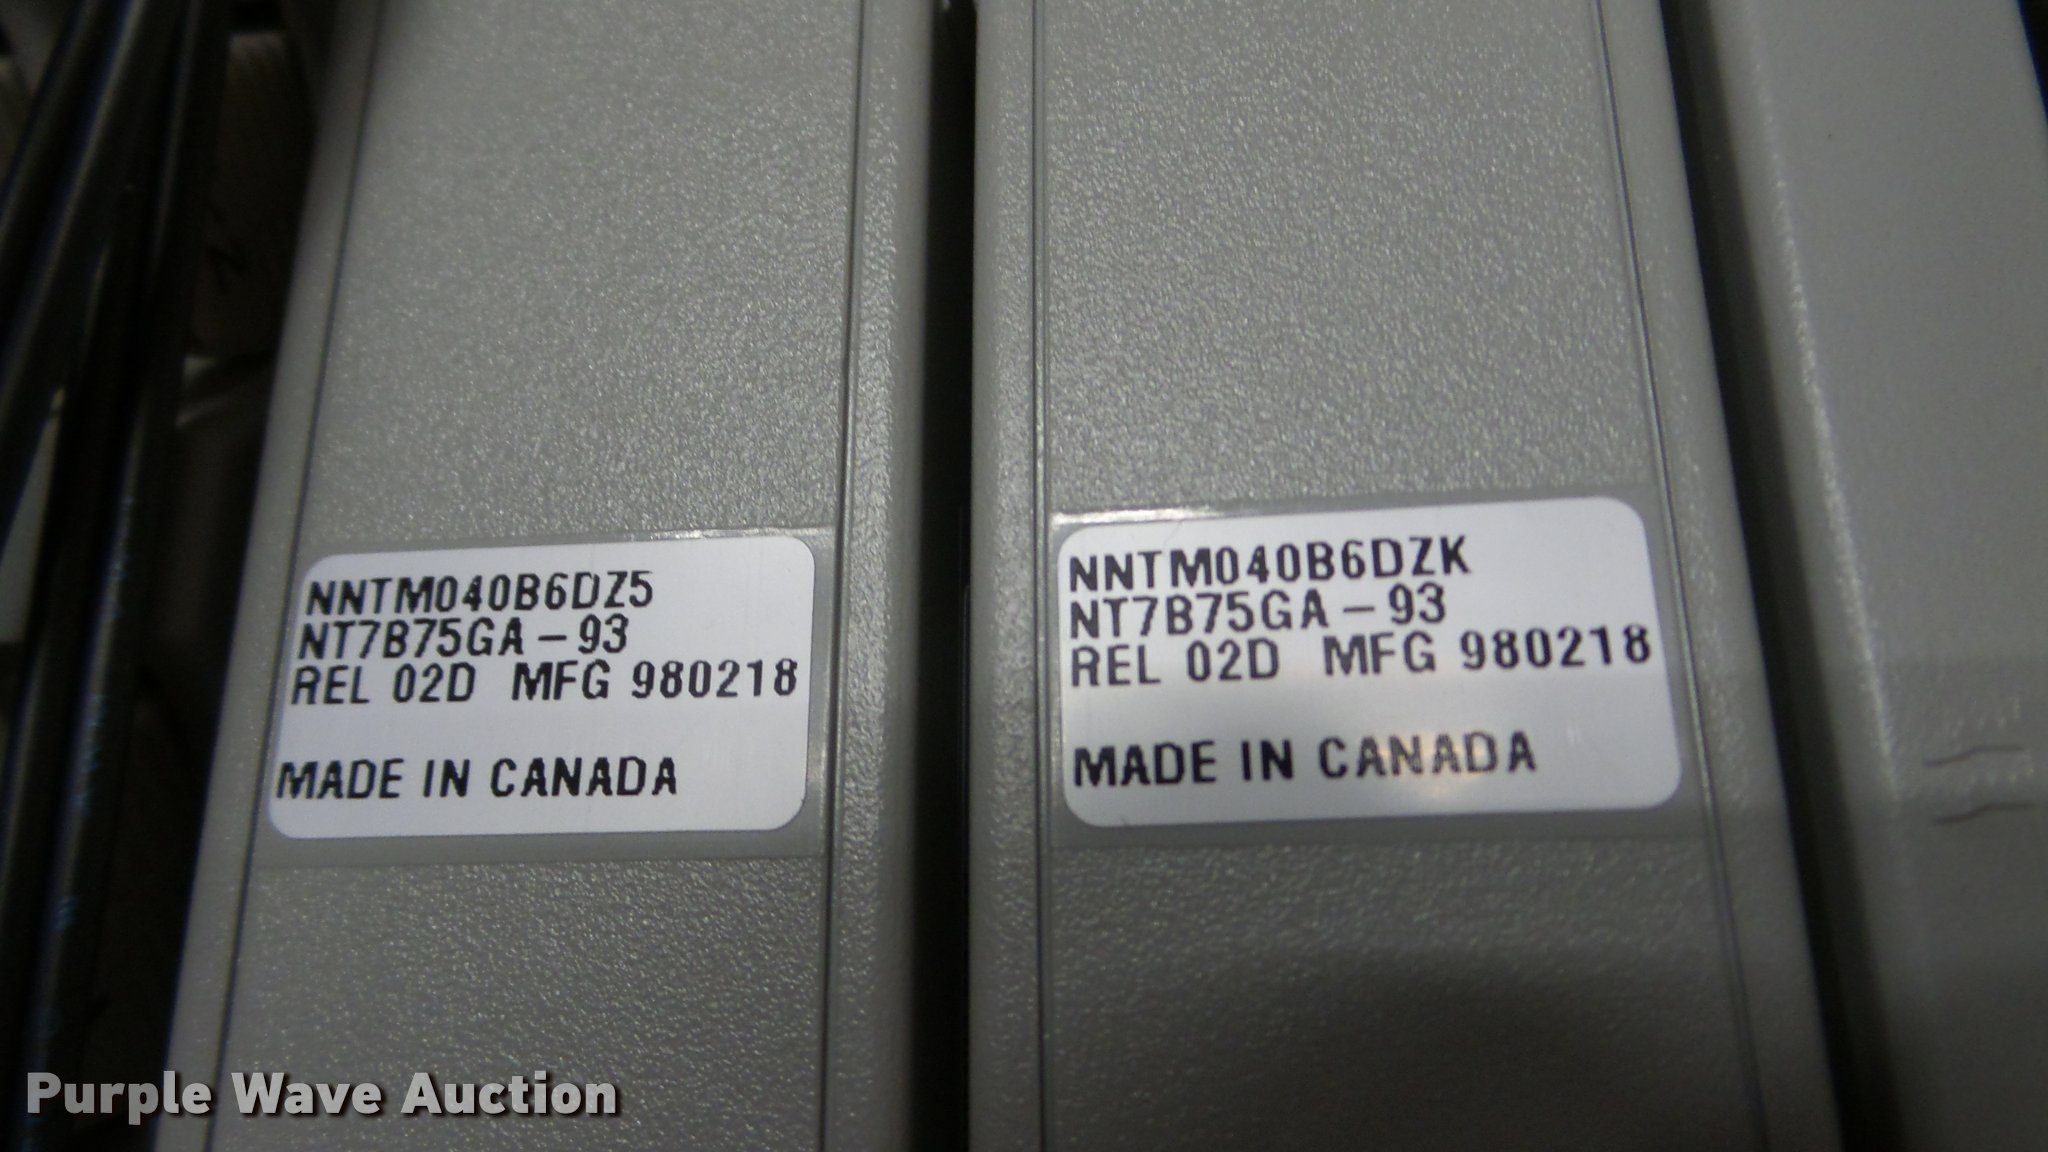 NNTM040B6DZ5
NT7B75GA-93
REL 02D MFG 980218
MADE IN CANADA
NNTM040B6DZK
NT7B75GA-93
REL 02D MFG 980218
MADE IN CANADA
Purple Wave Auction